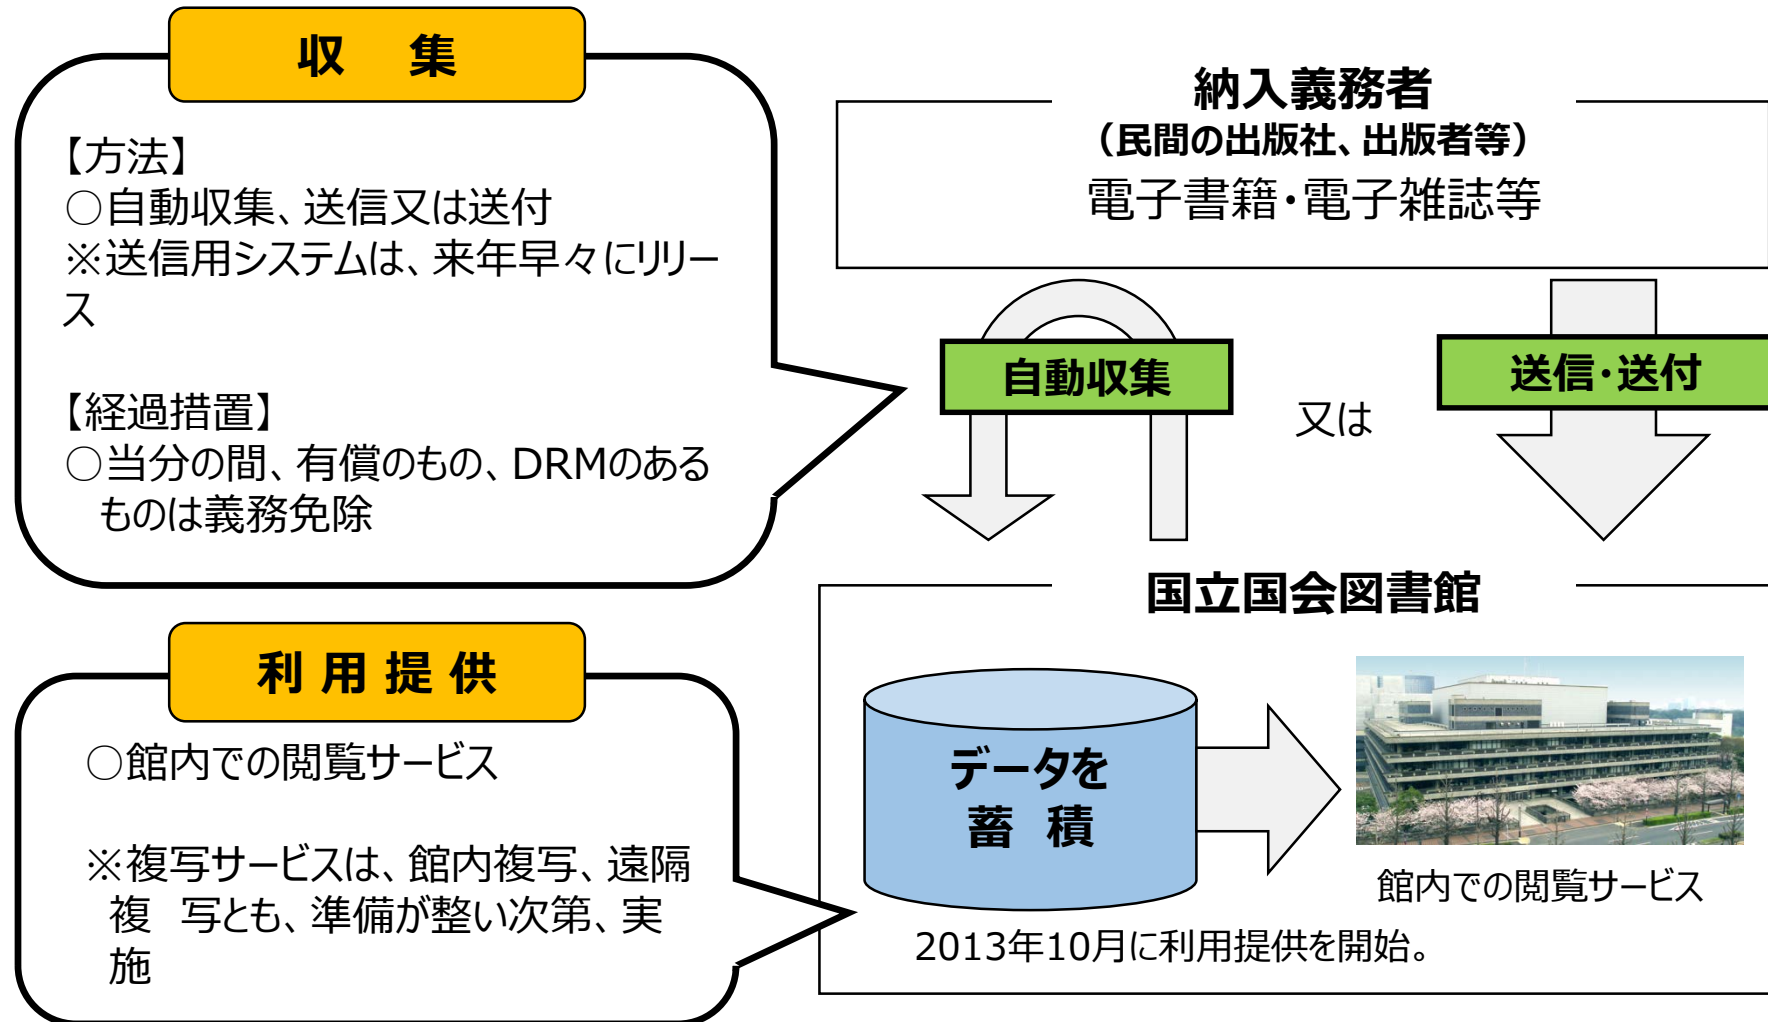 収 集
【方法】
○自動収集、送信又は送付
※送信用システムは、来年早々にリリー
ス
【経過措置】
○当分の間、有償のもの、DRMのある
ものは義務免除
納入義務者
（民間の出版社、出版者等）
電子書籍・電子雑誌等
自動収集
又は
送信・送付
利 用 提 供
○館内での閲覧サービス
※複写サービスは、館内複写、遠隔
複 写とも、準備が整い次第、実
施
国立国会図書館
データを
蓄 積
館内での閲覧サービス
2013年10月に利用提供を開始。